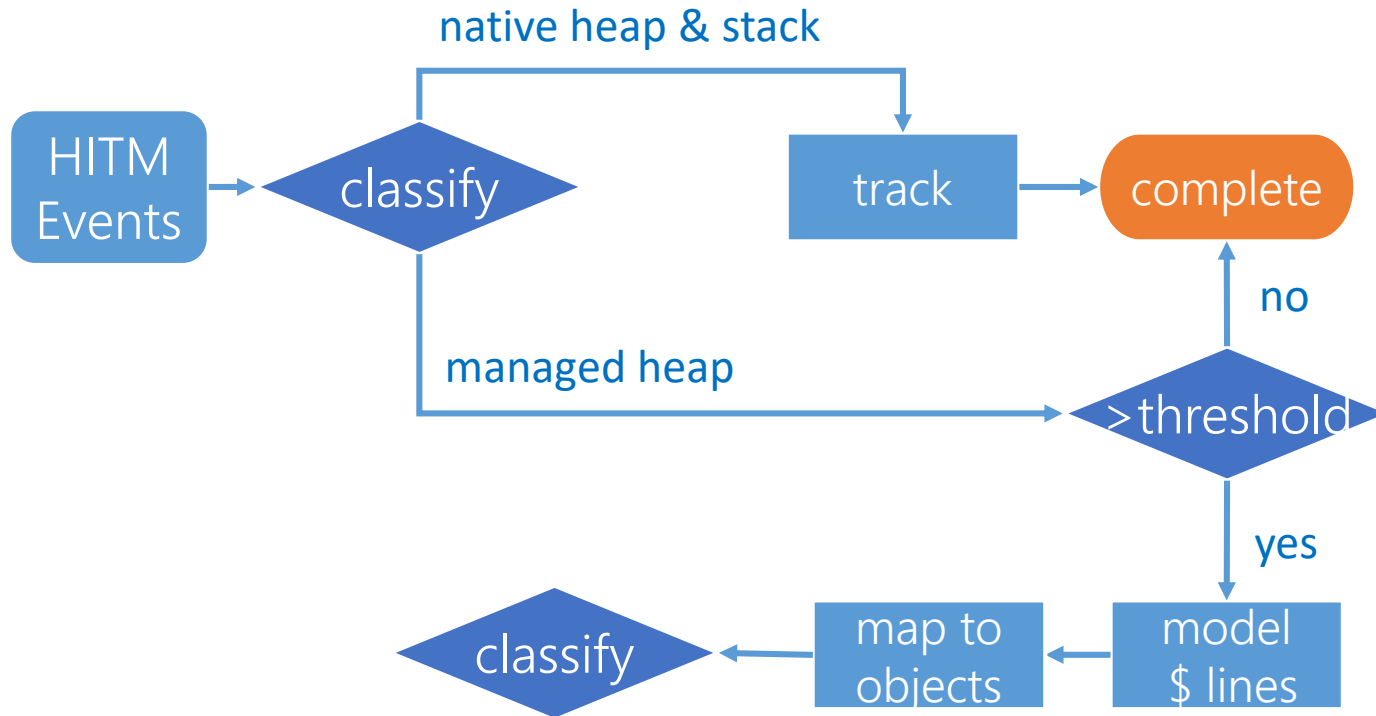 native heap & stack
HITM
Events
classify
track
complete
no
managed heap
>threshold
yes
classify
map to
objects
model
$ lines